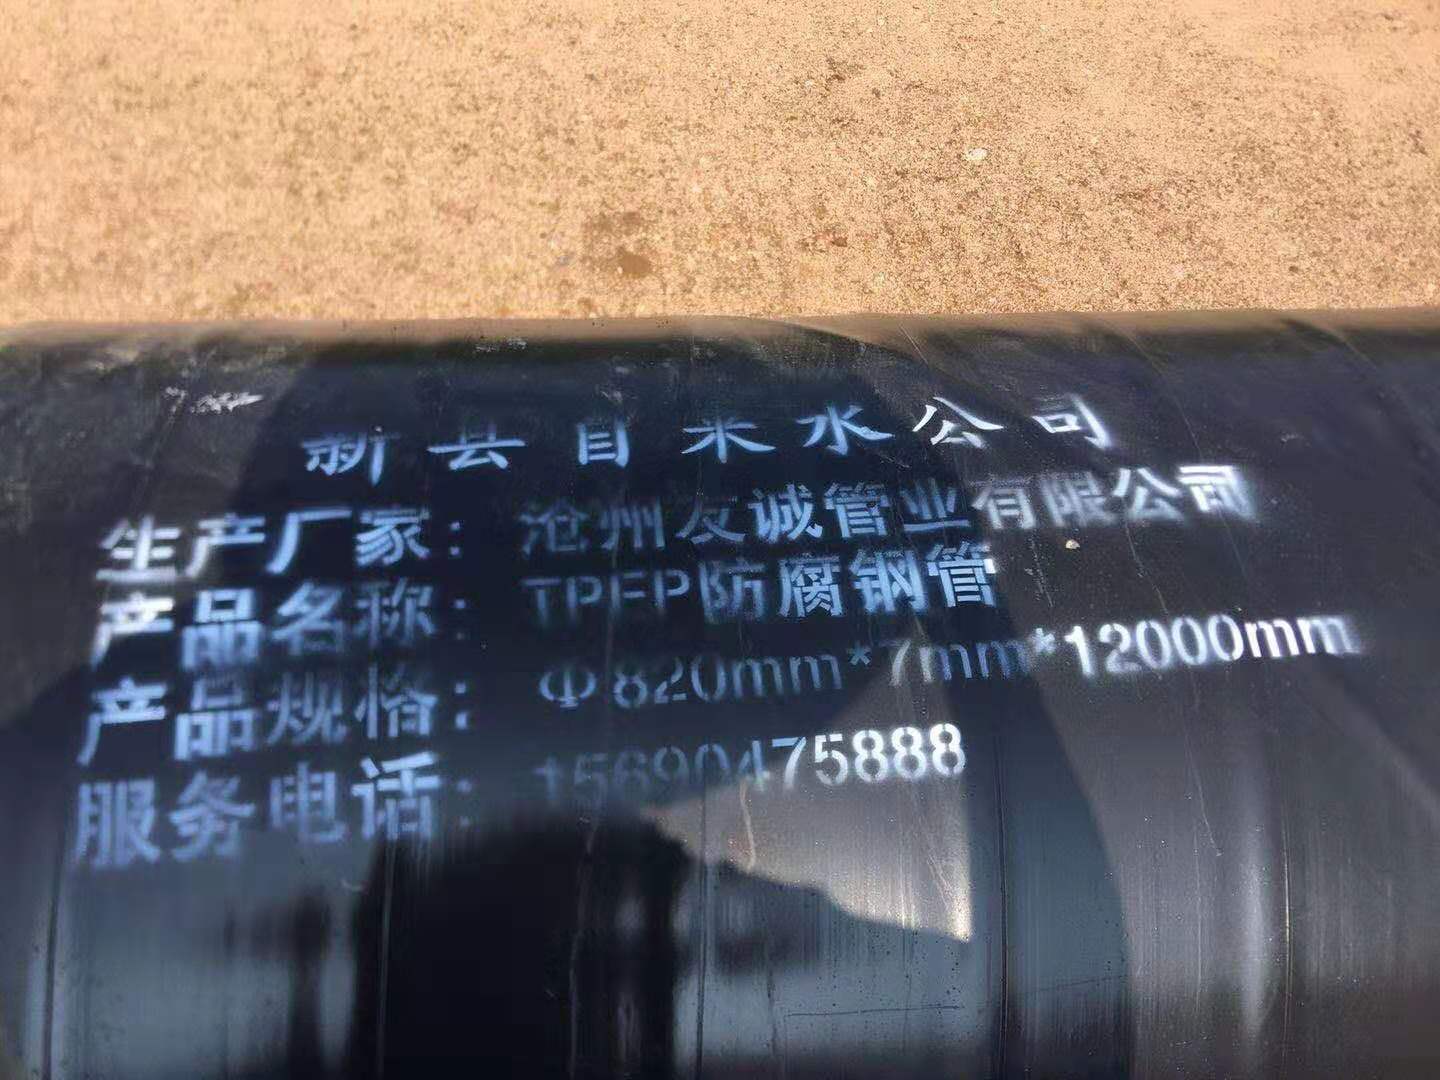 新县自来水公司
生产厂家：沧州友诚管业有限公司
产品名称：TPEP防腐钢管
产品规格：Φ820mm*7mm*12000mm
服务电话：15690475888